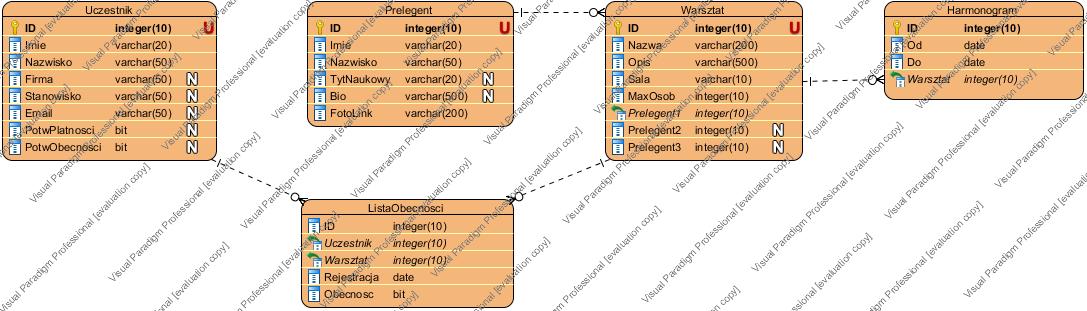 Uczestnik
ID integer(10) U
Imie varchar(20)
Nazwisko varchar(50)
Firma varchar(50) N
Stanowisko varchar(50) N
Email varchar(50) N
PotwPlatnosci bit N
PotwObecnosci bit N
Prelegent
ID integer(10) U
Imie varchar(20)
Nazwisko varchar(50)
TytNaukowy varchar(20) N
Bio varchar(500) N
FotoLink varchar(200)
Warsztat
ID integer(10) U
Nazwa varchar(200)
Opis varchar(500)
Sala varchar(10)
MaxOsob integer(10)
Prelegent1 integer(10)
Prelegent2 integer(10) N
Prelegent3 integer(10) N
Harmonogram
ID integer(10)
Od date
Do date
Warsztat integer(10)
ListaObecnosci
ID integer(10)
Uczestnik integer(10)
Warsztat integer(10)
Rejestracja date
Obecnosc bit
Visual Paradigm Professional [evaluation copy]